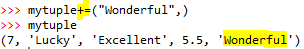 >>> mytuple+=("Wonderful",)
>>> mytuple
(7, 'Lucky', 'Excellent', 5.5, 'Wonderful')